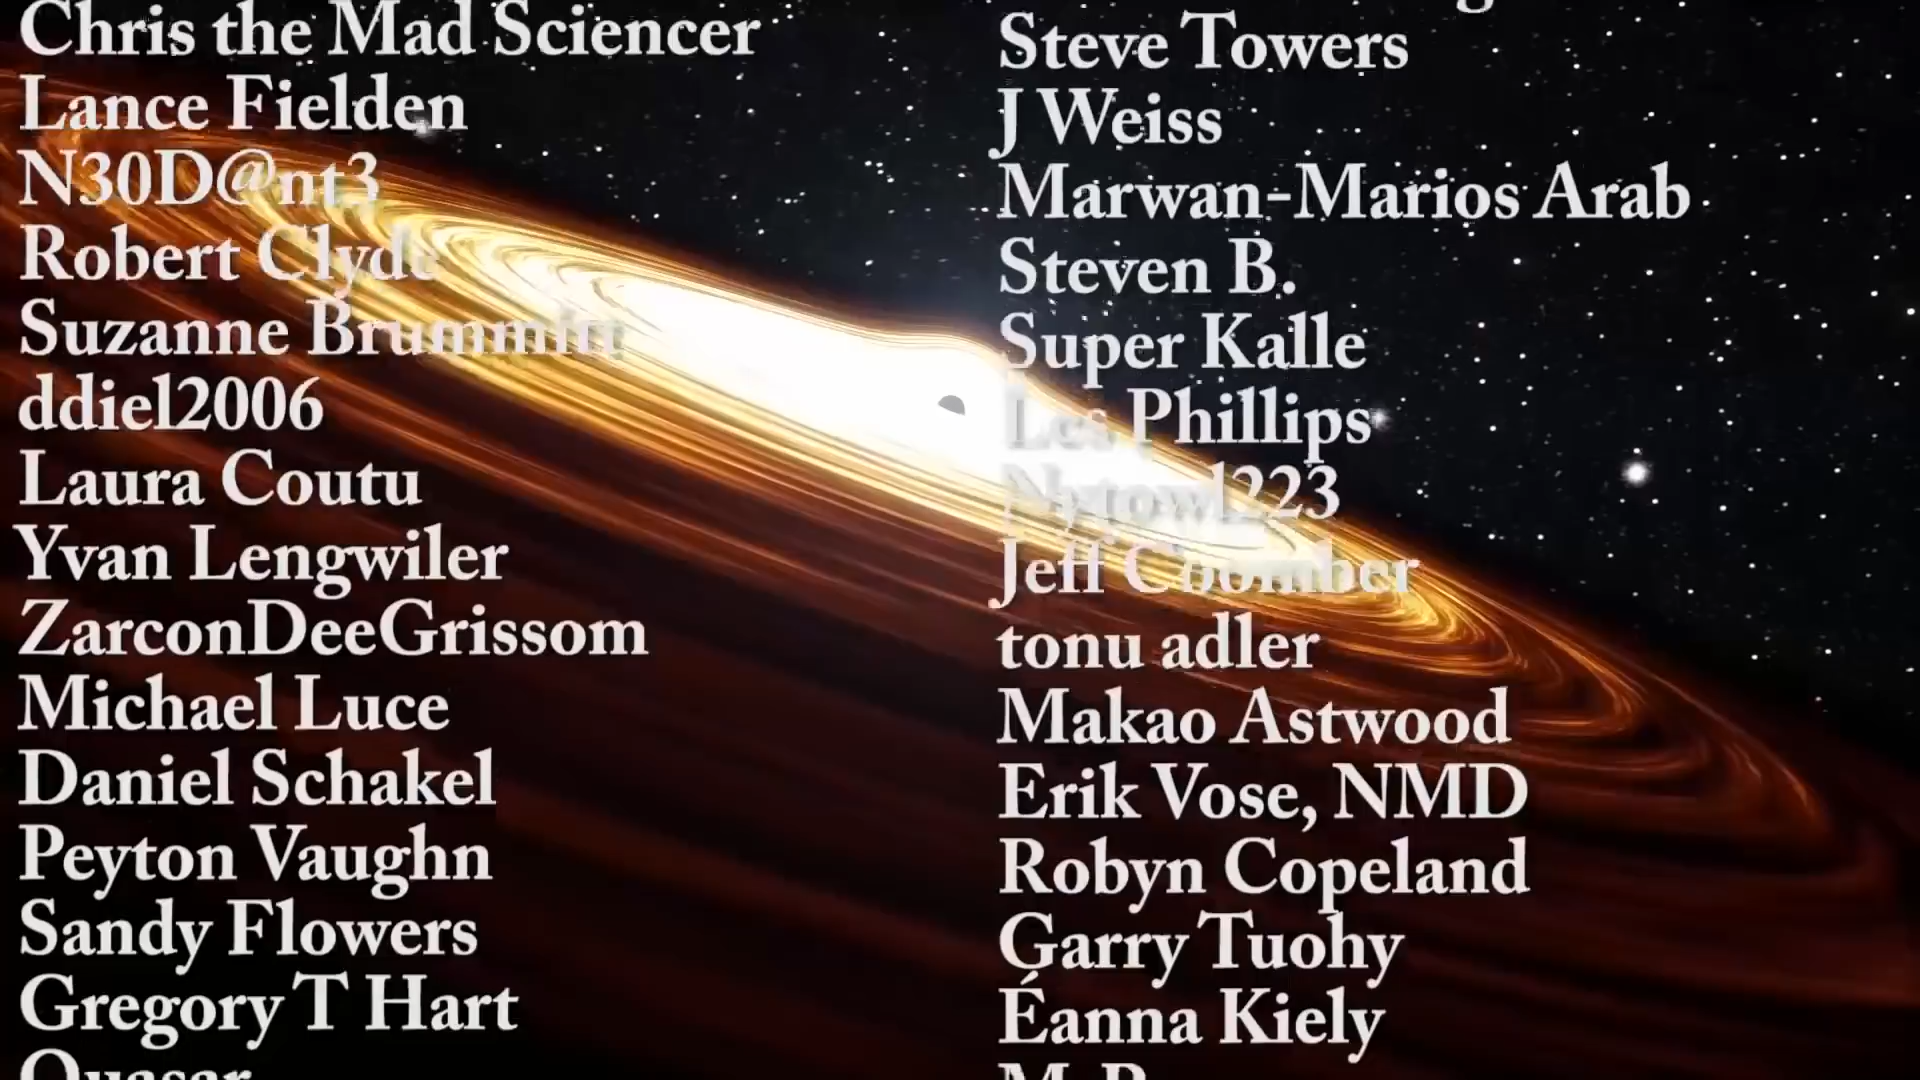 Chris the Mad Sciencer
Lance Fielden
N30D@nt3
Robert Clyde
Suzanne Brummitt
ddiel2006
Laura Coutu
Yvan Lengwiler
ZarconDeeGrissom
Michael Luce
Daniel Schakel
Peyton Vaughn
Sandy Flowers
Gregory T Hart
Quasar
Steve Towers
J Weiss
Marwan-Marios Arab
Steven B.
Super Kalle
Les Phillips
Nytowl223
Jeff Coomber
tonu adler
Makao Astwood
Erik Vose, NMD
Robyn Copeland
Garry Tuohy
Éanna Kiely